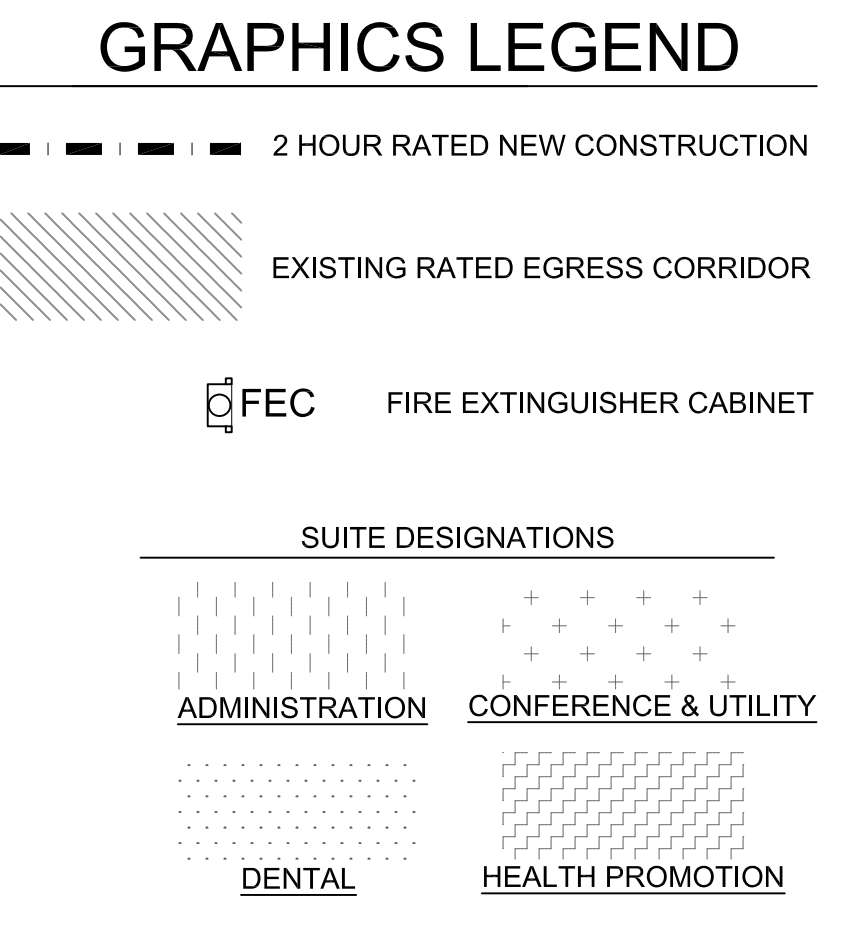 GRAPHICS LEGEND
2 HOUR RATED NEW CONSTRUCTION
EXISTING RATED EGRESS CORRIDOR
FEC FIRE EXTINGUISHER CABINET
SUITE DESIGNATIONS
ADMINISTRATION CONFERENCE & UTILITY
DENTAL HEALTH PROMOTION